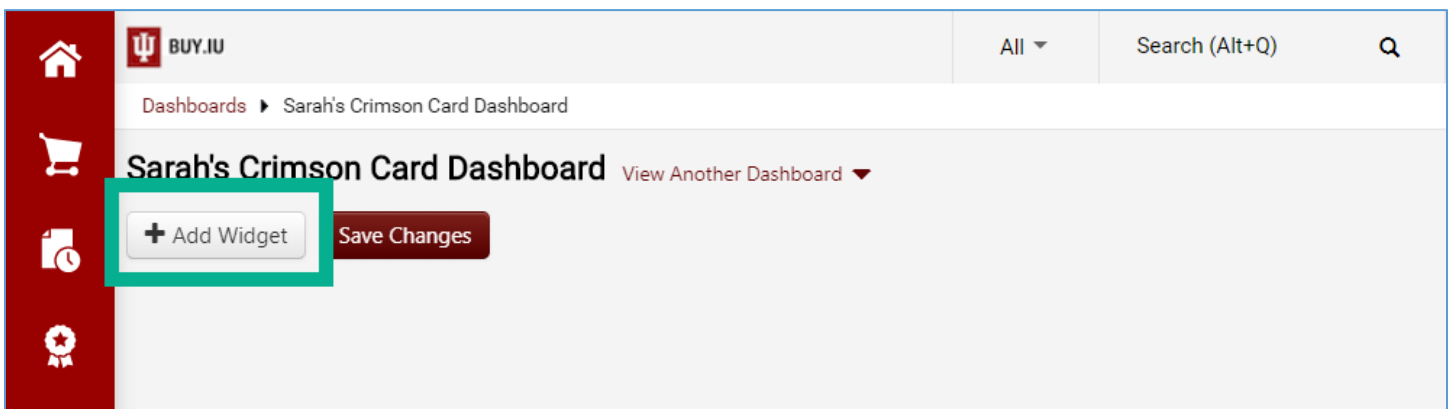 BUY.IU
All
Search (Alt+Q)
Dashboards Sarah's Crimson Card Dashboard
Sarah's Crimson Card Dashboard View Another Dashboard
+ Add Widget
Save Changes